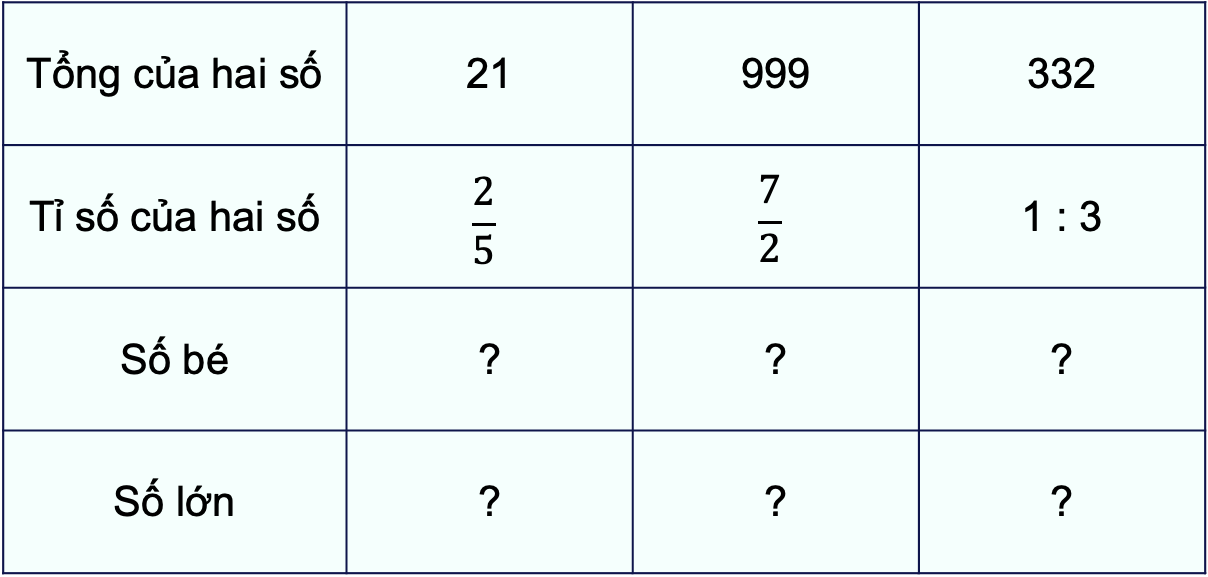 Tổng của hai số 21 999 332
Tỉ số của hai số 2/5 7/2 1 : 3
Số bé ? ? ?
Số lớn ? ? ?